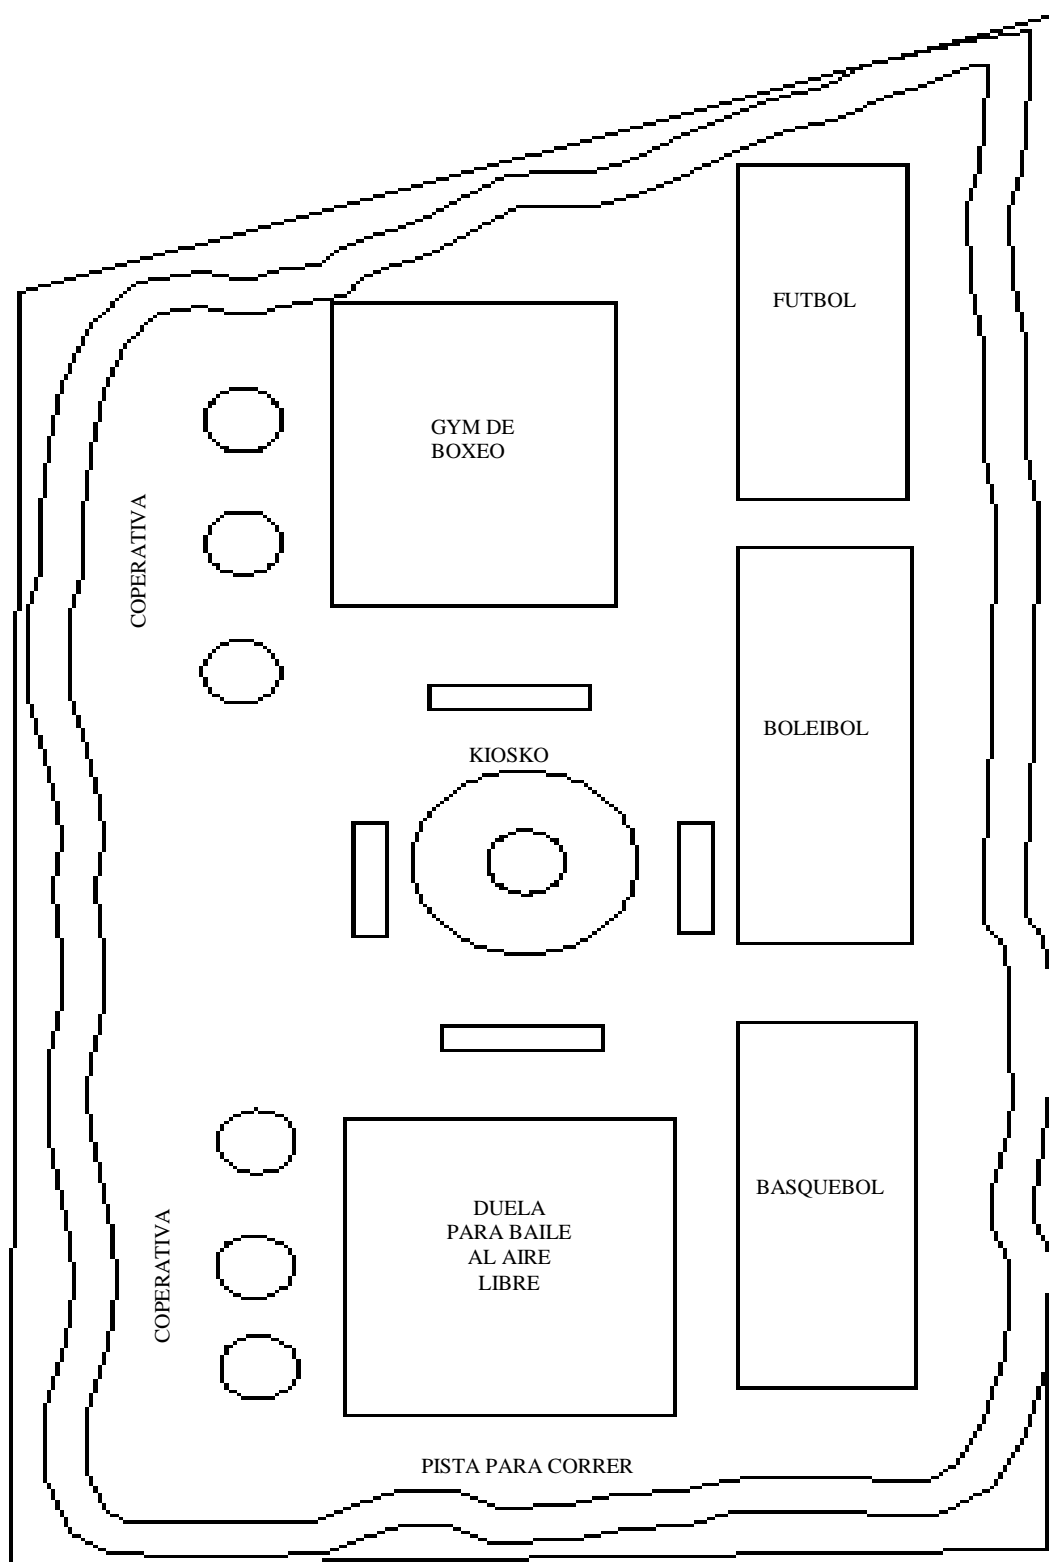 FUTBOL
GYM DE
BOXEO
COPERATIVA
BOLEIBOL
KIOSKO
BASQUEBOL
DUELA
PARA BAILE
AL AIRE
LIBRE
COPERATIVA
PISTA PARA CORRER